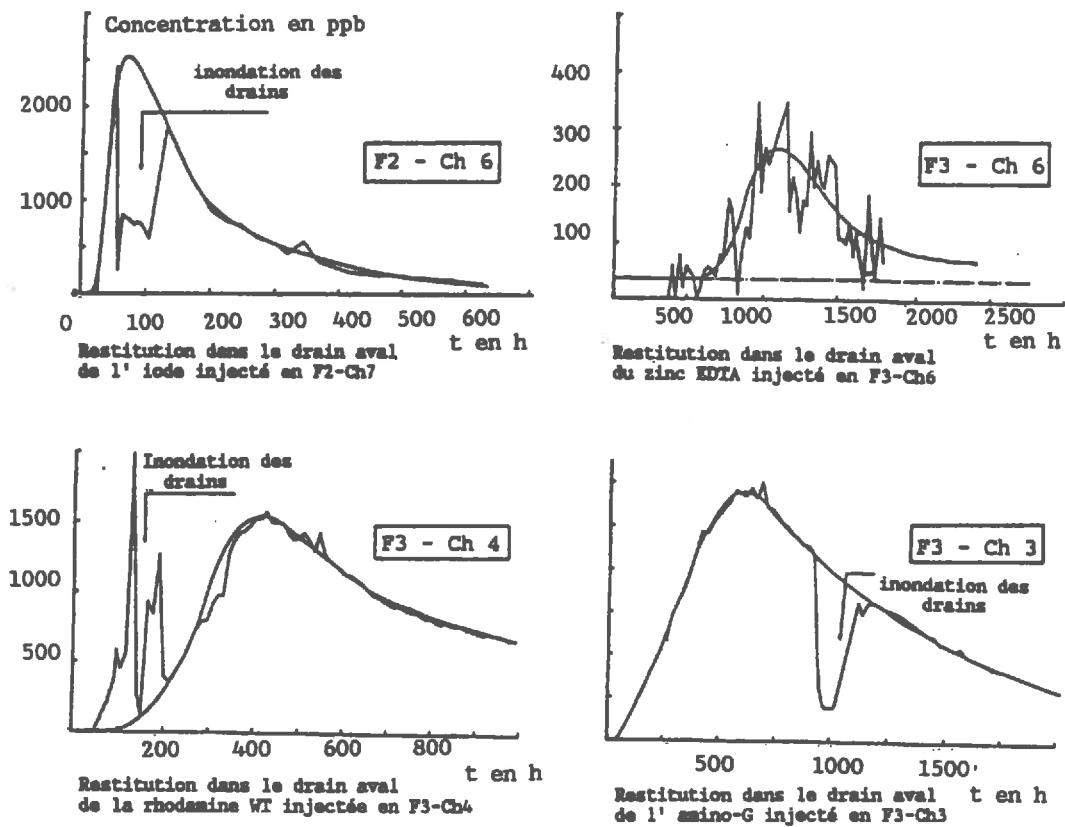 Concentration en ppb
2000
1000
inondation des
drains
F2 - Ch 6
0 100 200 300 400 500 600
t en h
Restitution dans le drain aval
de l' iode injecté en F2-Ch7
400
300
200
100
F3 - Ch 6
500 1000 1500 2000 2500
t en h
Restitution dans le drain aval
du zinc EDTA injecté en F3-Ch6
1500
1000
500
Inondation des
drains
F3 - Ch 4
200 400 600 800
t en h
Restitution dans le drain aval
de la rhodamine WT injectée en F3-Ch4
F3 - Ch 3
inondation des
drains
500 1000 1500'
t en h
Restitution dans le drain aval
de l' amino-G injecté en F3-Ch3